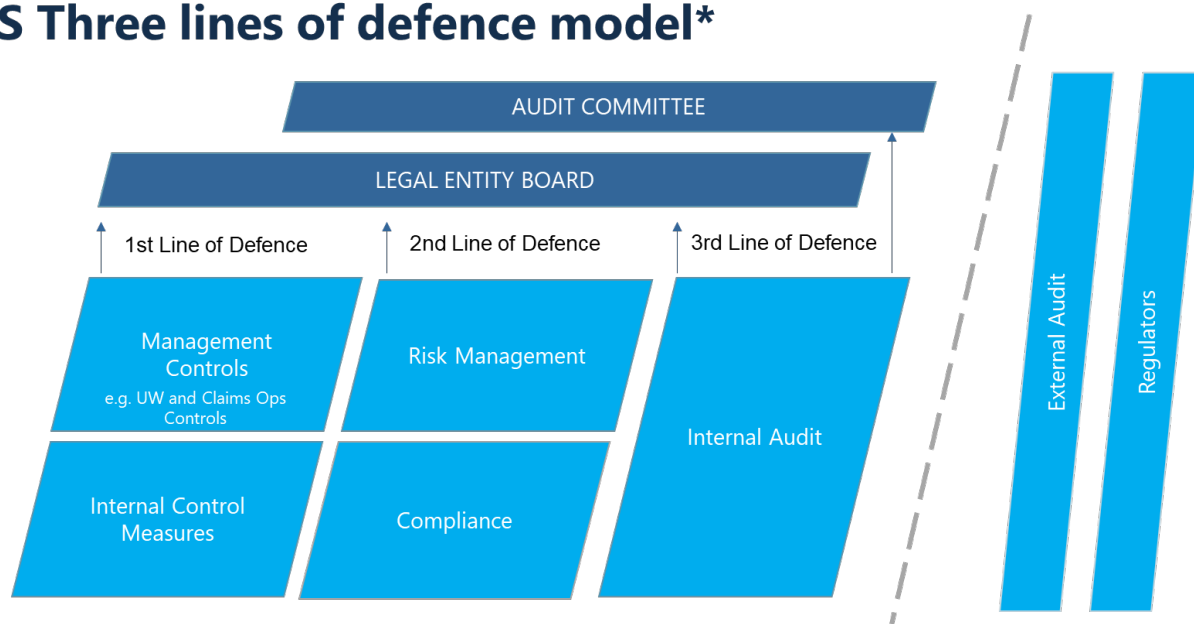 S Three lines of defence model*
AUDIT COMMITTEE
LEGAL ENTITY BOARD
1st Line of Defence
2nd Line of Defence
3rd Line of Defence
Management
Controls
e.g. UW and Claims Ops
Controls
Risk Management
Internal Audit
Internal Control
Measures
Compliance
External Audit
Regulators